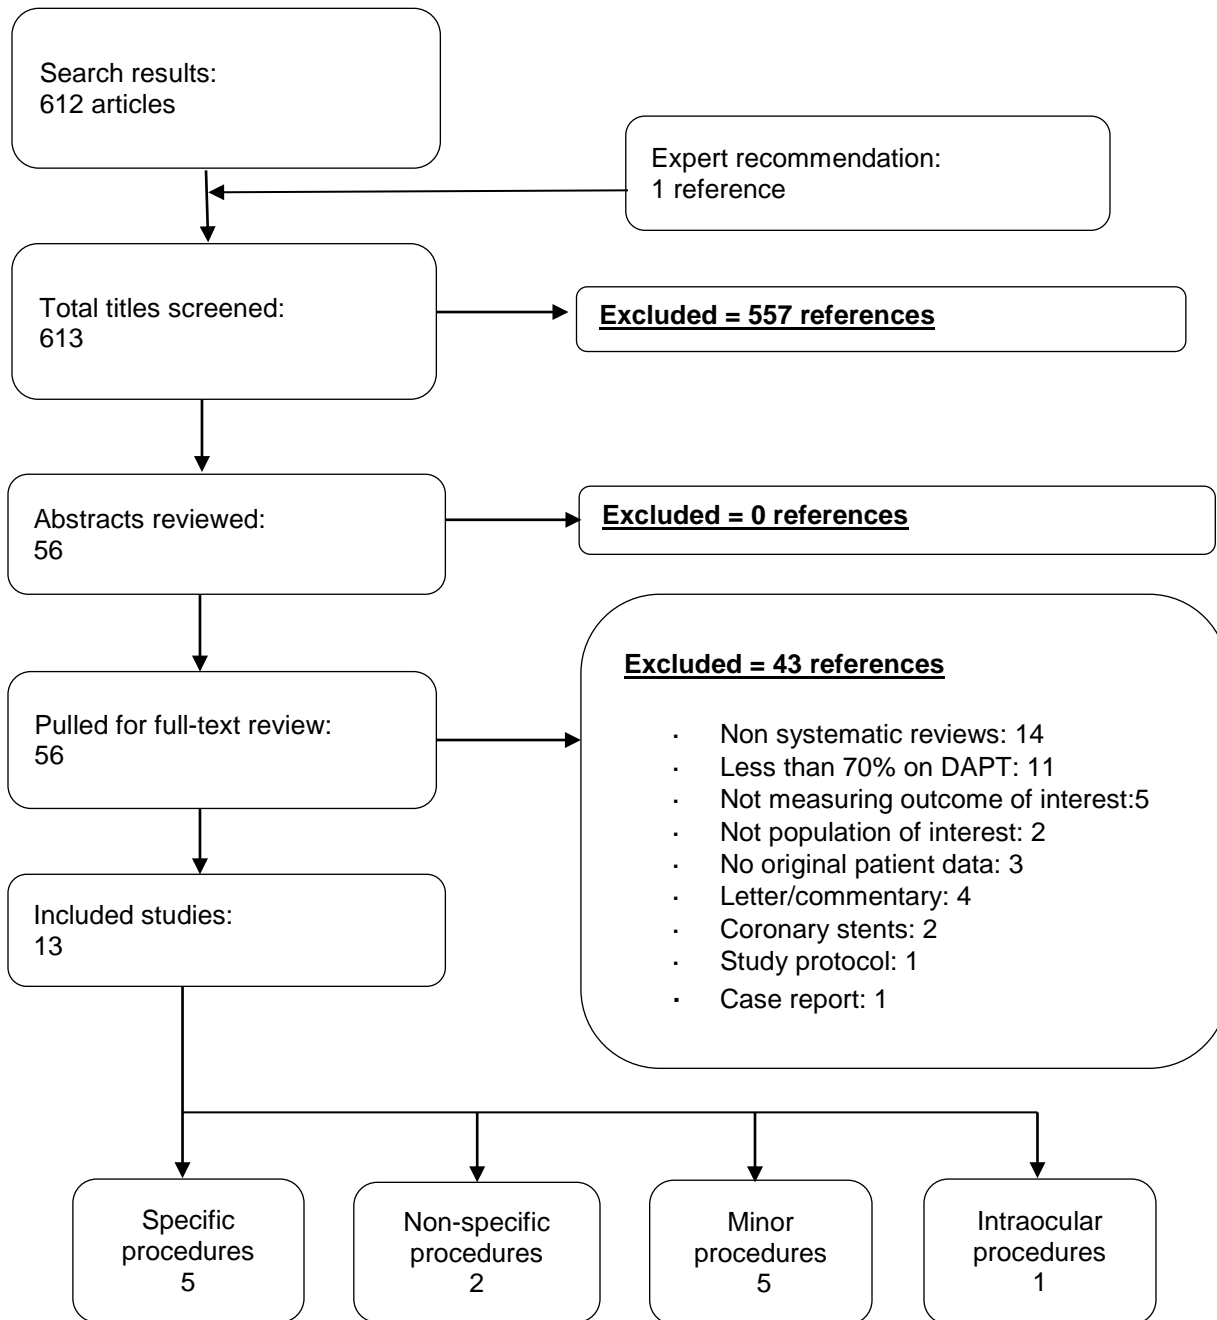 Search results:
612 articles
Expert recommendation:
1 reference
Total titles screened:
613
Excluded = 557 references
Abstracts reviewed:
56
Excluded = 0 references
Pulled for full-text review:
56
Excluded = 43 references
· Non systematic reviews: 14
· Less than 70% on DAPT: 11
· Not measuring outcome of interest:5
· Not population of interest: 2
· No original patient data: 3
· Letter/commentary: 4
· Coronary stents: 2
· Study protocol: 1
· Case report: 1
Included studies:
13
Specific
procedures
5
Non-specific
procedures
2
Minor
procedures
5
Intraocular
procedures
1